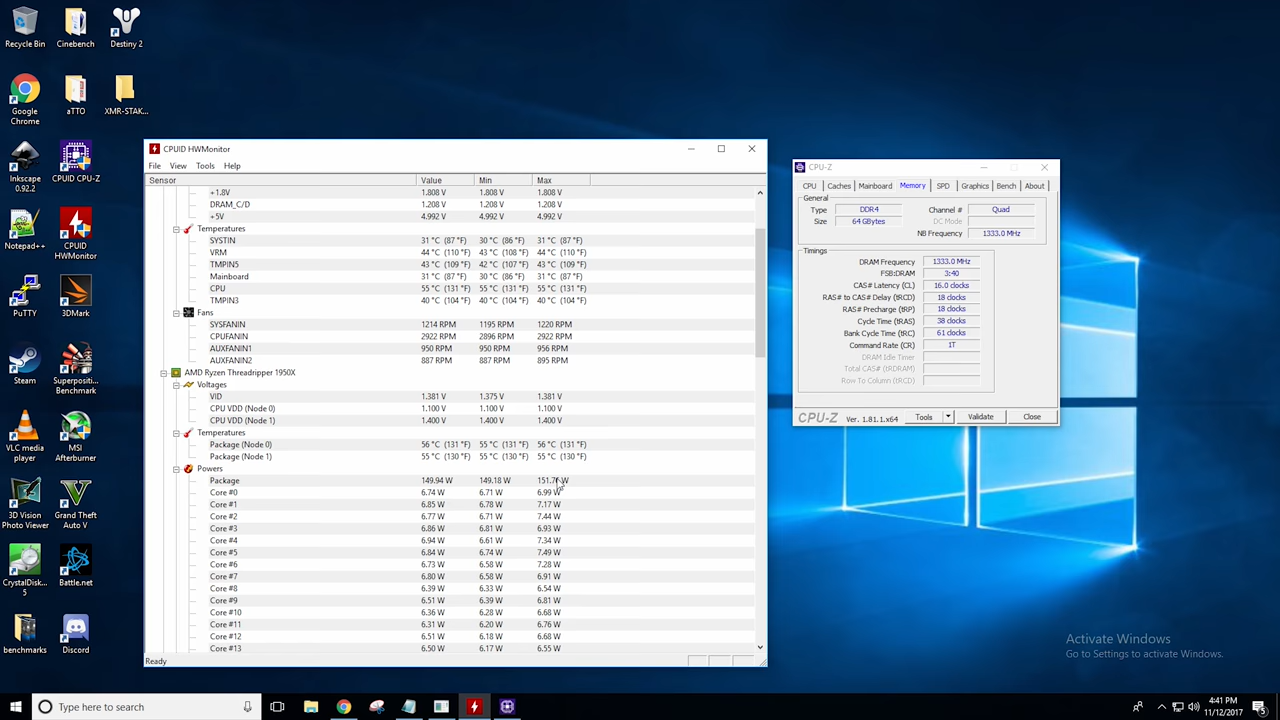 Recycle Bin
Cinebench
Destiny 2
Google Chrome
aTTO
XMR-STAK...
Inkscape 0.92.2
CPUID CPU-Z
Notepad++
CPUID HWMonitor
PuTTY
3DMark
Steam
Superpositi... Benchmark
VLC media player
MSI Afterburner
3D Vision Photo Viewer
Grand Theft Auto V
CrystalDisk... 5
Battle.net
benchmarks
Discord
CPUID HWMonitor
File View Tools Help
Sensor Value Min Max
+1.8V 1.808 V 1.808 V 1.808 V
DRAM_C/D 1.208 V 1.208 V 1.208 V
+5V 4.992 V 4.992 V 4.992 V
Temperatures
SYSTIN 31 °C (87 °F) 30 °C (86 °F) 31 °C (87 °F)
VRM 44 °C (110 °F) 43 °C (108 °F) 44 °C (110 °F)
TMPIN5 43 °C (109 °F) 42 °C (107 °F) 43 °C (109 °F)
Mainboard 31 °C (87 °F) 30 °C (86 °F) 31 °C (87 °F)
CPU 55 °C (131 °F) 55 °C (131 °F) 55 °C (131 °F)
TMPIN3 40 °C (104 °F) 40 °C (104 °F) 40 °C (104 °F)
Fans
SYSFANIN 1214 RPM 1195 RPM 1220 RPM
CPUFANIN 2922 RPM 2896 RPM 2922 RPM
AUXFANIN1 950 RPM 950 RPM 956 RPM
AUXFANIN2 887 RPM 887 RPM 895 RPM
AMD Ryzen Threadripper 1950X
Voltages
VID 1.381 V 1.375 V 1.381 V
CPU VDD (Node 0) 1.100 V 1.100 V 1.100 V
CPU VDD (Node 1) 1.400 V 1.400 V 1.400 V
Temperatures
Package (Node 0) 56 °C (131 °F) 55 °C (131 °F) 56 °C (131 °F)
Package (Node 1) 55 °C (130 °F) 55 °C (130 °F) 55 °C (130 °F)
Powers
Package 149.94 W 149.18 W W
Core #0 6.74 W 6.71 W 6.99 W
Core #1 6.85 W 6.78 W 7.17 W
Core #2 6.77 W 6.71 W 7.44 W
Core #3 6.86 W 6.81 W 6.93 W
Core #4 6.94 W 6.61 W 7.34 W
Core #5 6.84 W 6.74 W 7.49 W
Core #6 6.73 W 6.58 W 7.28 W
Core #7 6.80 W 6.58 W 6.91 W
Core #8 6.39 W 6.33 W 6.54 W
Core #9 6.51 W 6.39 W 6.81 W
Core #10 6.36 W 6.28 W 6.68 W
Core #11 6.31 W 6.20 W 6.76 W
Core #12 6.51 W 6.18 W 6.68 W
Core #13 6.50 W 6.17 W 6.55 W
Ready
CPU-Z
CPU Caches Mainboard Memory SPD Graphics Bench About
General
Type DDR4 Channel # Quad
Size 64 GBytes DC Mode
NB Frequency 1333.0 MHz
Timings
DRAM Frequency 1333.0 MHz
FSB:DRAM 3:40
CAS# Latency (CL) 16.0 clocks
RAS# to CAS# Delay (tRCD) 18 clocks
RAS# Precharge (tRP) 18 clocks
Cycle Time (tRAS) 38 clocks
Bank Cycle Time (tRC) 61 clocks
Command Rate (CR) 1T
DRAM Idle Timer
Total CAS# (tRDRAM)
Row To Column (tRCD)
CPU-Z Ver. 1.81.1.x64 Tools Validate Close
Activate Windows
Go to Settings to activate Windows.
Type here to search
4:41 PM
11/12/2017
5